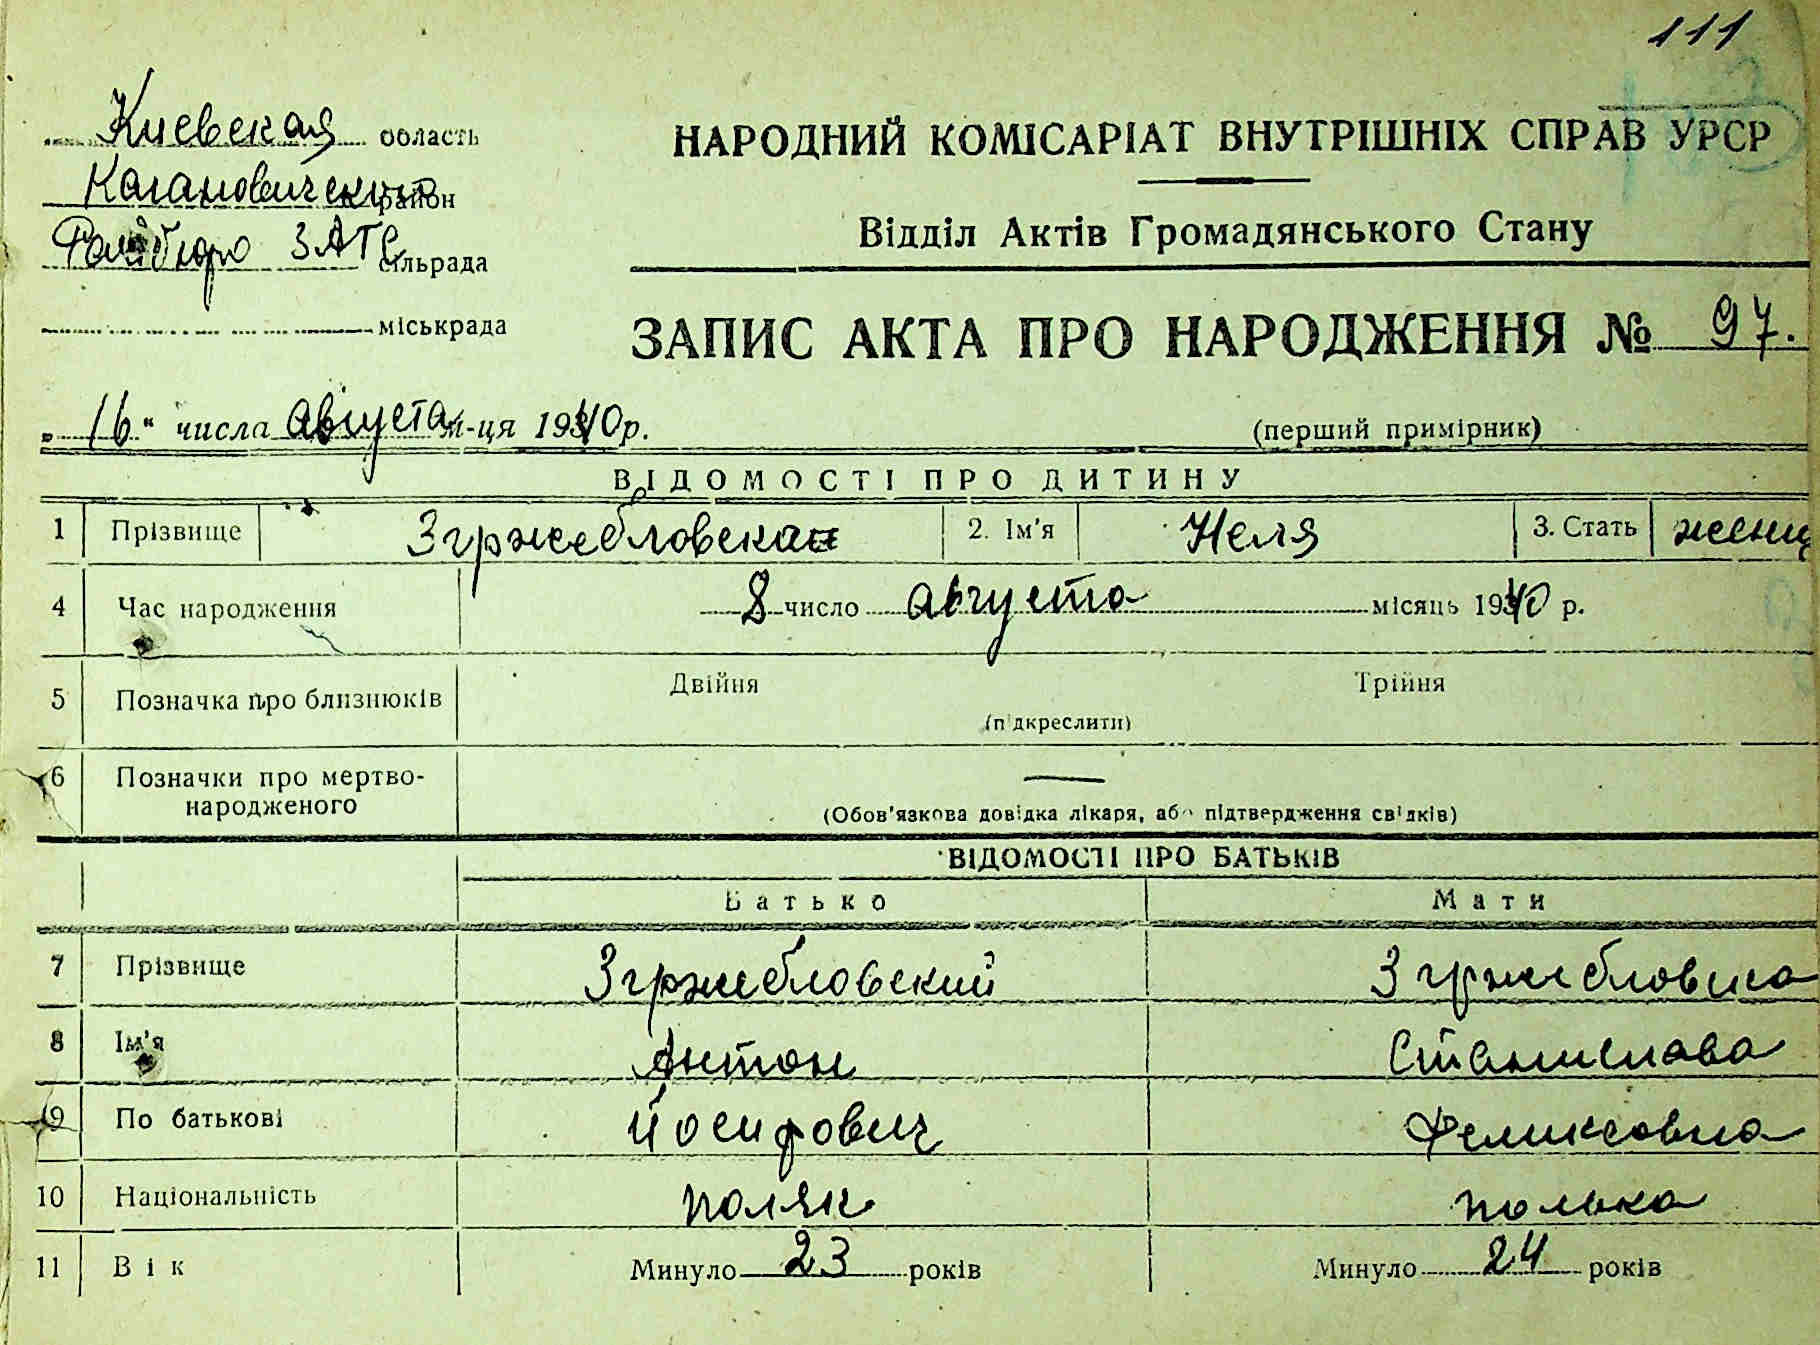 111
Киевская область
Кагановический район
Райбюро ЗАГС сільрада
міськрада
НАРОДНИЙ КОМІСАРІАТ ВНУТРІШНІХ СПРАВ УРСР
Відділ Актів Громадянського Стану
ЗАПИС АКТА ПРО НАРОДЖЕННЯ № 97.
„16“ числа августа м-ця 1940 р.
(перший примірник)
ВІДОМОСТІ ПРО ДИТИНУ
1 Прізвище Згржебловская 2. Ім'я Неля 3. Стать женщ
4 Час народження 8 число августа місяць 1940 р.
5 Позначка про близнюків Двійня Трійня
(підкреслити)
6 Позначки про мертво-
народженого —
(Обов'язкова довідка лікаря, або підтвердження свідків)
ВІДОМОСТІ ПРО БАТЬКІВ
Батько Мати
7 Прізвище Згржебловский
8 Ім'я Антон Станислава
9 По батькові Йосифович Феликсовна
10 Національність поляк полька
11 Вік Минуло 23 років Минуло 24 років